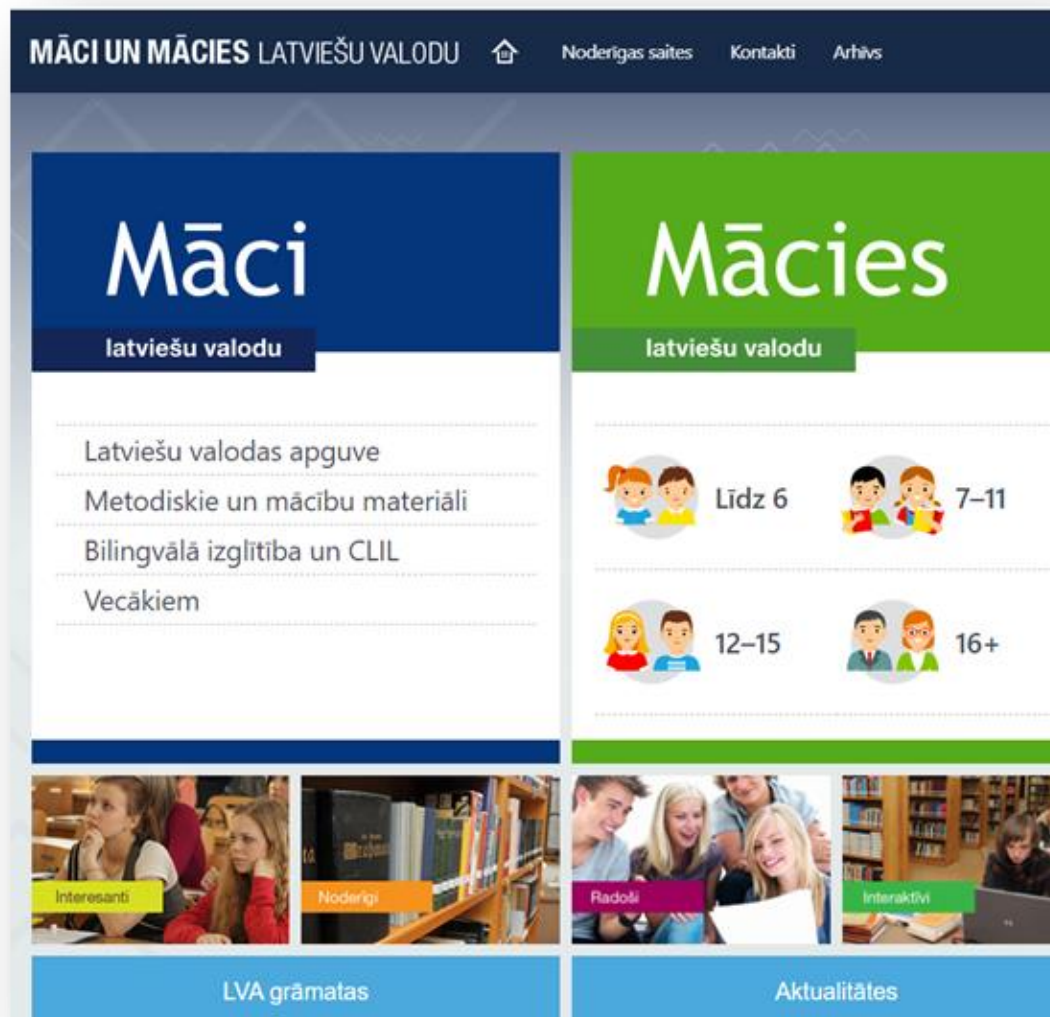 MĀCI UN MĀCIES LATVIEŠU VALODU Noderīgas saites Kontakti Arhīvs
Māci
latviešu valodu
Latviešu valodas apguve
Metodiskie un mācību materiāli
Bilingvālā izglītība un CLIL
Vecākiem
Mācies
latviešu valodu
Līdz 6
7–11
12–15
16+
Interesanti
Noderīgi
Radoši
Interaktīvi
LVA grāmatas
Aktualitātes